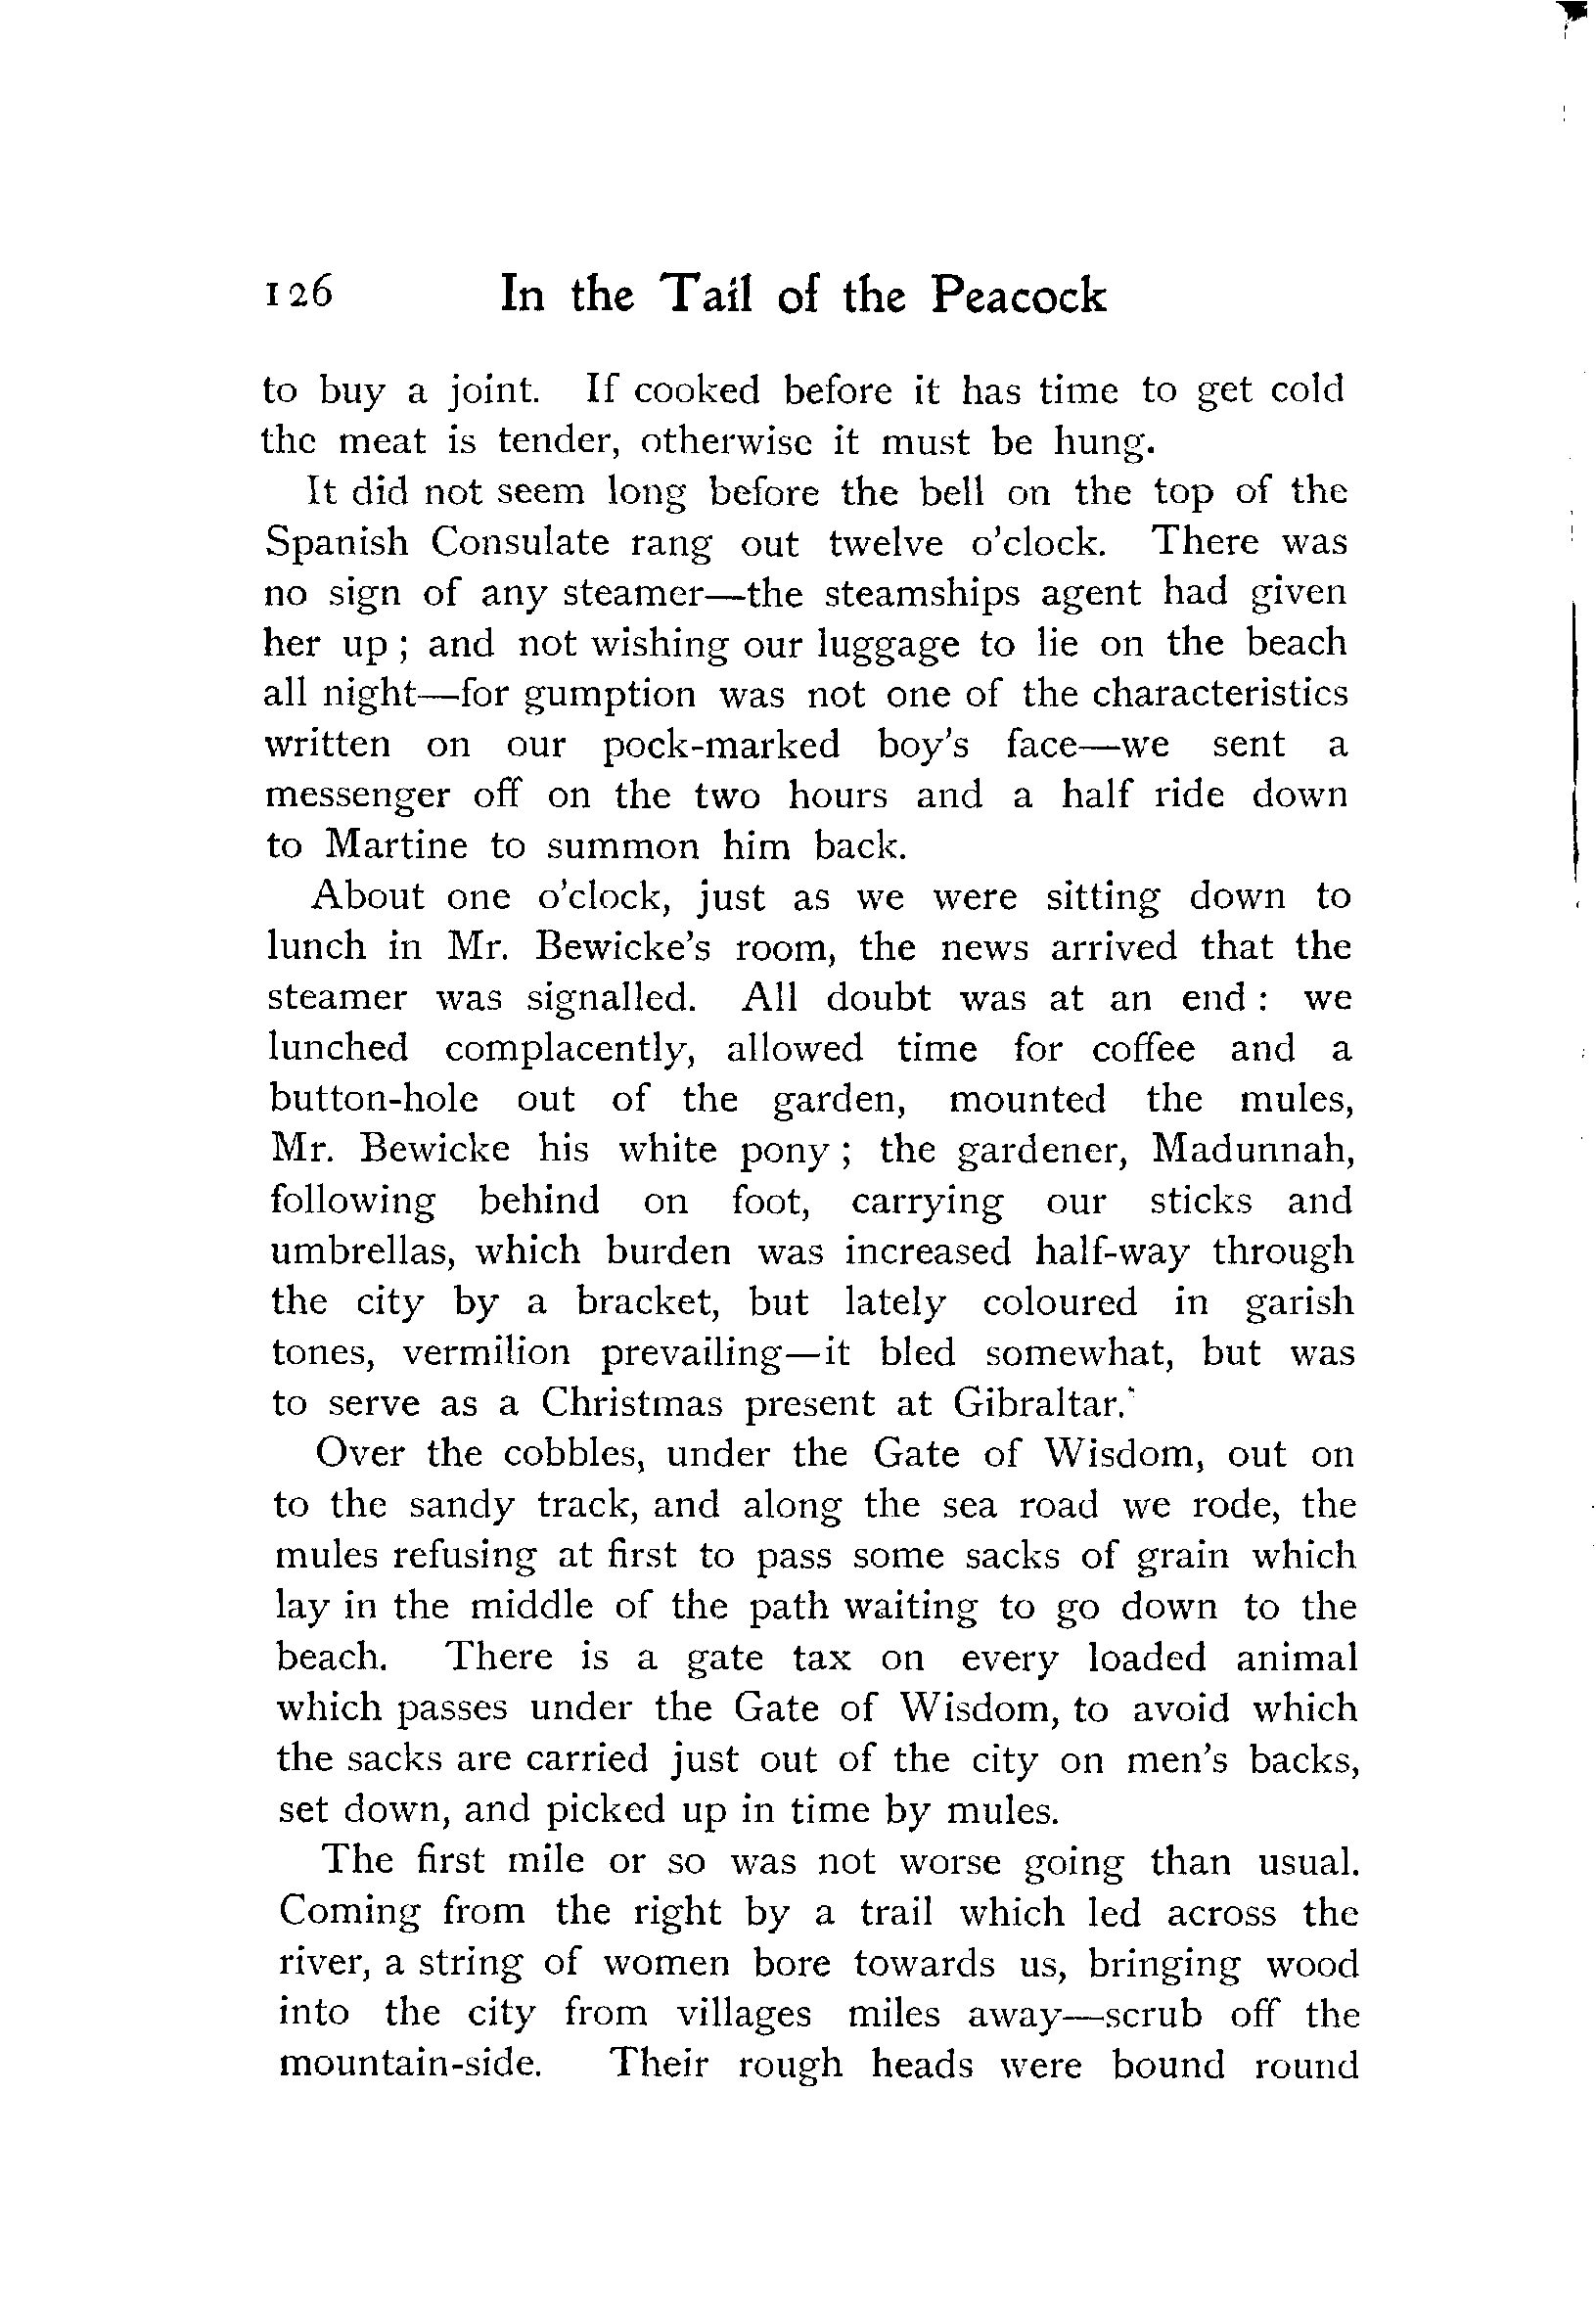 126 In the Tail of the Peacock
to buy a joint. If cooked before it has time to get cold
the meat is tender, otherwise it must be hung.
It did not seem long before the bell on the top of the
Spanish Consulate rang out twelve o'clock. There was
no sign of any steamer—the steamships agent had given
her up ; and not wishing our luggage to lie on the beach
all night—for gumption was not one of the characteristics
written on our pock-marked boy's face—we sent a
messenger off on the two hours and a half ride down
to Martine to summon him back.
About one o'clock, just as we were sitting down to
lunch in Mr. Bewicke's room, the news arrived that the
steamer was signalled. All doubt was at an end : we
lunched complacently, allowed time for coffee and a
button-hole out of the garden, mounted the mules,
Mr. Bewicke his white pony ; the gardener, Madunnah,
following behind on foot, carrying our sticks and
umbrellas, which burden was increased half-way through
the city by a bracket, but lately coloured in garish
tones, vermilion prevailing—it bled somewhat, but was
to serve as a Christmas present at Gibraltar.
Over the cobbles, under the Gate of Wisdom, out on
to the sandy track, and along the sea road we rode, the
mules refusing at first to pass some sacks of grain which
lay in the middle of the path waiting to go down to the
beach. There is a gate tax on every loaded animal
which passes under the Gate of Wisdom, to avoid which
the sacks are carried just out of the city on men's backs,
set down, and picked up in time by mules.
The first mile or so was not worse going than usual.
Coming from the right by a trail which led across the
river, a string of women bore towards us, bringing wood
into the city from villages miles away—scrub off the
mountain-side. Their rough heads were bound round